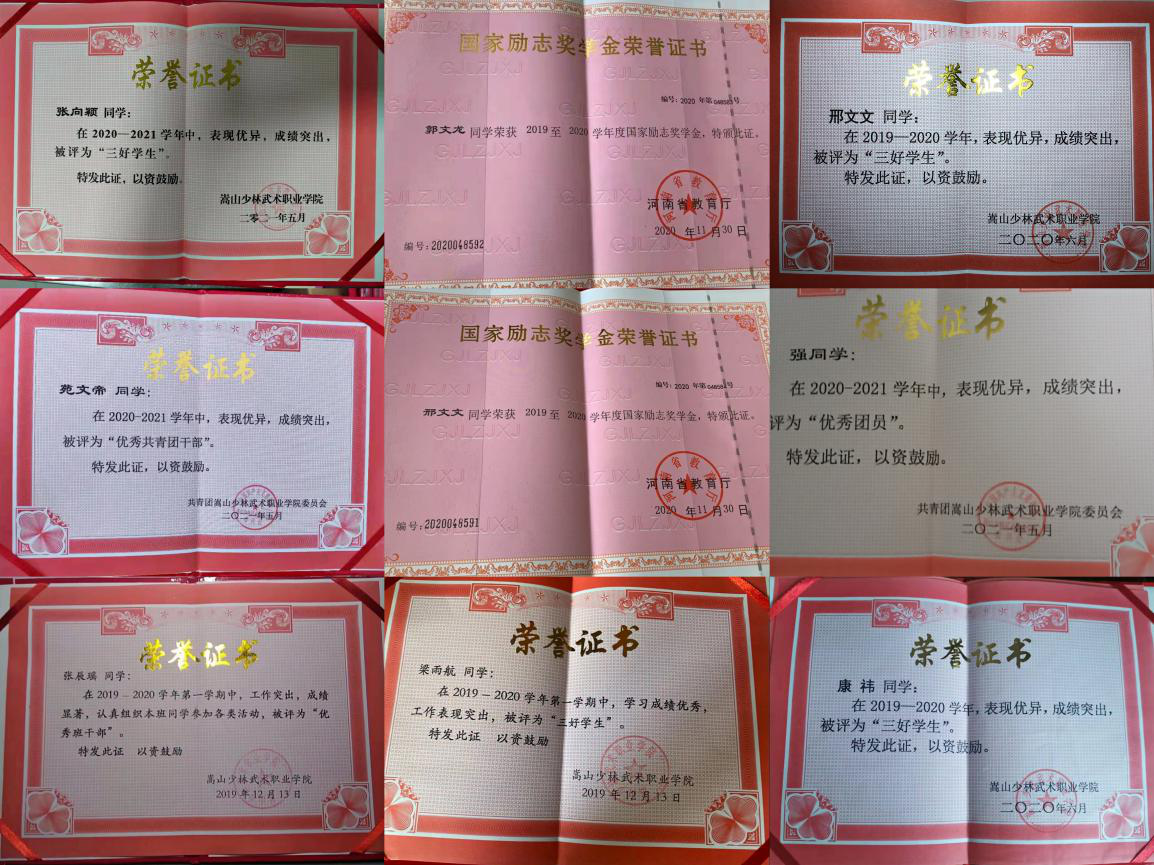 荣誉证书
张向颖 同学：
在 2020—2021 学年中，表现优异，成绩突出，
被评为“三好学生”。
特发此证，以资鼓励。
嵩山少林武术职业学院
二零二一年五月
国家励志奖学金荣誉证书
编号：2020 年第
郭文龙 同学荣获 2019 至 2020 学年度国家励志奖学金，特颁此证。
河南省教育厅
2020 年 11 月 30 日
编号：2020048592
荣誉证书
邢文文 同学：
在 2019—2020 学年，表现优异，成绩突出，
被评为“三好学生”。
特发此证，以资鼓励。
嵩山少林武术职业学院
二〇二〇年六月
荣誉证书
苑文帝 同学：
在 2020-2021 学年中，表现优异，成绩突出，
被评为“优秀共青团干部”。
特发此证，以资鼓励。
共青团嵩山少林武术职业学院委员会
二〇二一年五月
国家励志奖学金荣誉证书
编号：2020 年第
邢文文 同学荣获 2019 至 2020 学年度国家励志奖学金，特颁此证。
河南省教育厅
2020 年 11 月 30 日
编号：2020048591
荣誉证书
强同学：
在 2020-2021 学年中，表现优异，成绩突出，
评为“优秀团员”。
特发此证，以资鼓励。
共青团嵩山少林武术职业学院委员会
二〇二一年五月
荣誉证书
张辰瑞 同学：
在 2019 – 2020 学年第一学期中，工作突出，成绩
显著，认真组织本班同学参加各类活动，被评为“优
秀班干部”。
特发此证 以资鼓励
嵩山少林武术职业学院
2019 年 12 月 13 日
荣誉证书
梁雨航 同学：
在 2019 – 2020 学年第一学期中，学习成绩优秀，
工作表现突出，被评为“三好学生”。
特发此证 以资鼓励
嵩山少林武术职业学院
2019 年 12 月 13 日
荣誉证书
康 祎 同学：
在 2019—2020 学年，表现优异，成绩突出，
被评为“三好学生”。
特发此证，以资鼓励。
嵩山少林武术职业学院
二〇二〇年六月